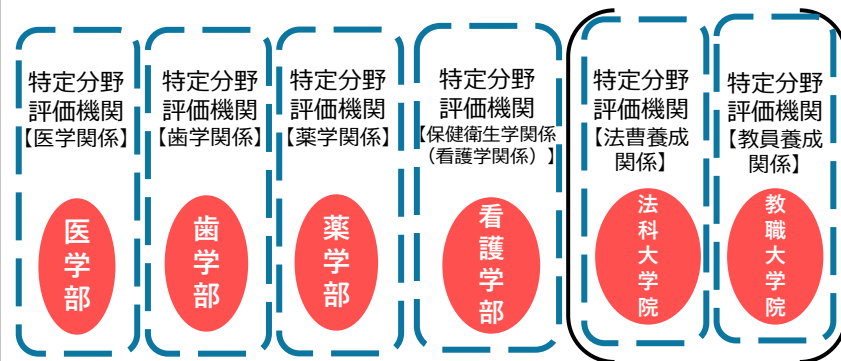 特定分野
評価機関
【医学関係】
医学部
特定分野
評価機関
【歯学関係】
歯学部
特定分野
評価機関
【薬学関係】
薬学部
特定分野
評価機関
【保健衛生学関係
（看護学関係）】
看護学部
特定分野
評価機関
【法曹養成
関係】
法科大学院
特定分野
評価機関
【教員養成
関係】
教職大学院